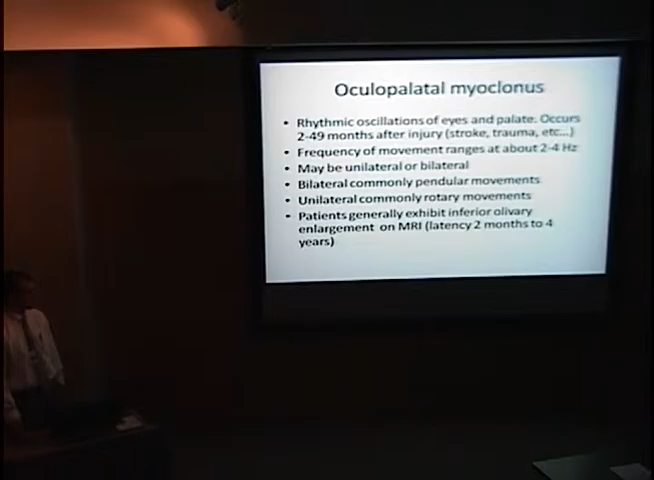 Oculopalatal myoclonus
• Rhythmic oscillations of eyes and palate. Occurs
2-49 months after injury (stroke, trauma, etc...)
• Frequency of movement ranges at about 2-4 Hz
• May be unilateral or bilateral
• Bilateral commonly pendular movements
• Unilateral commonly rotary movements
• Patients generally exhibit inferior olivary
enlargement on MRI (latency 2 months to 4
years)